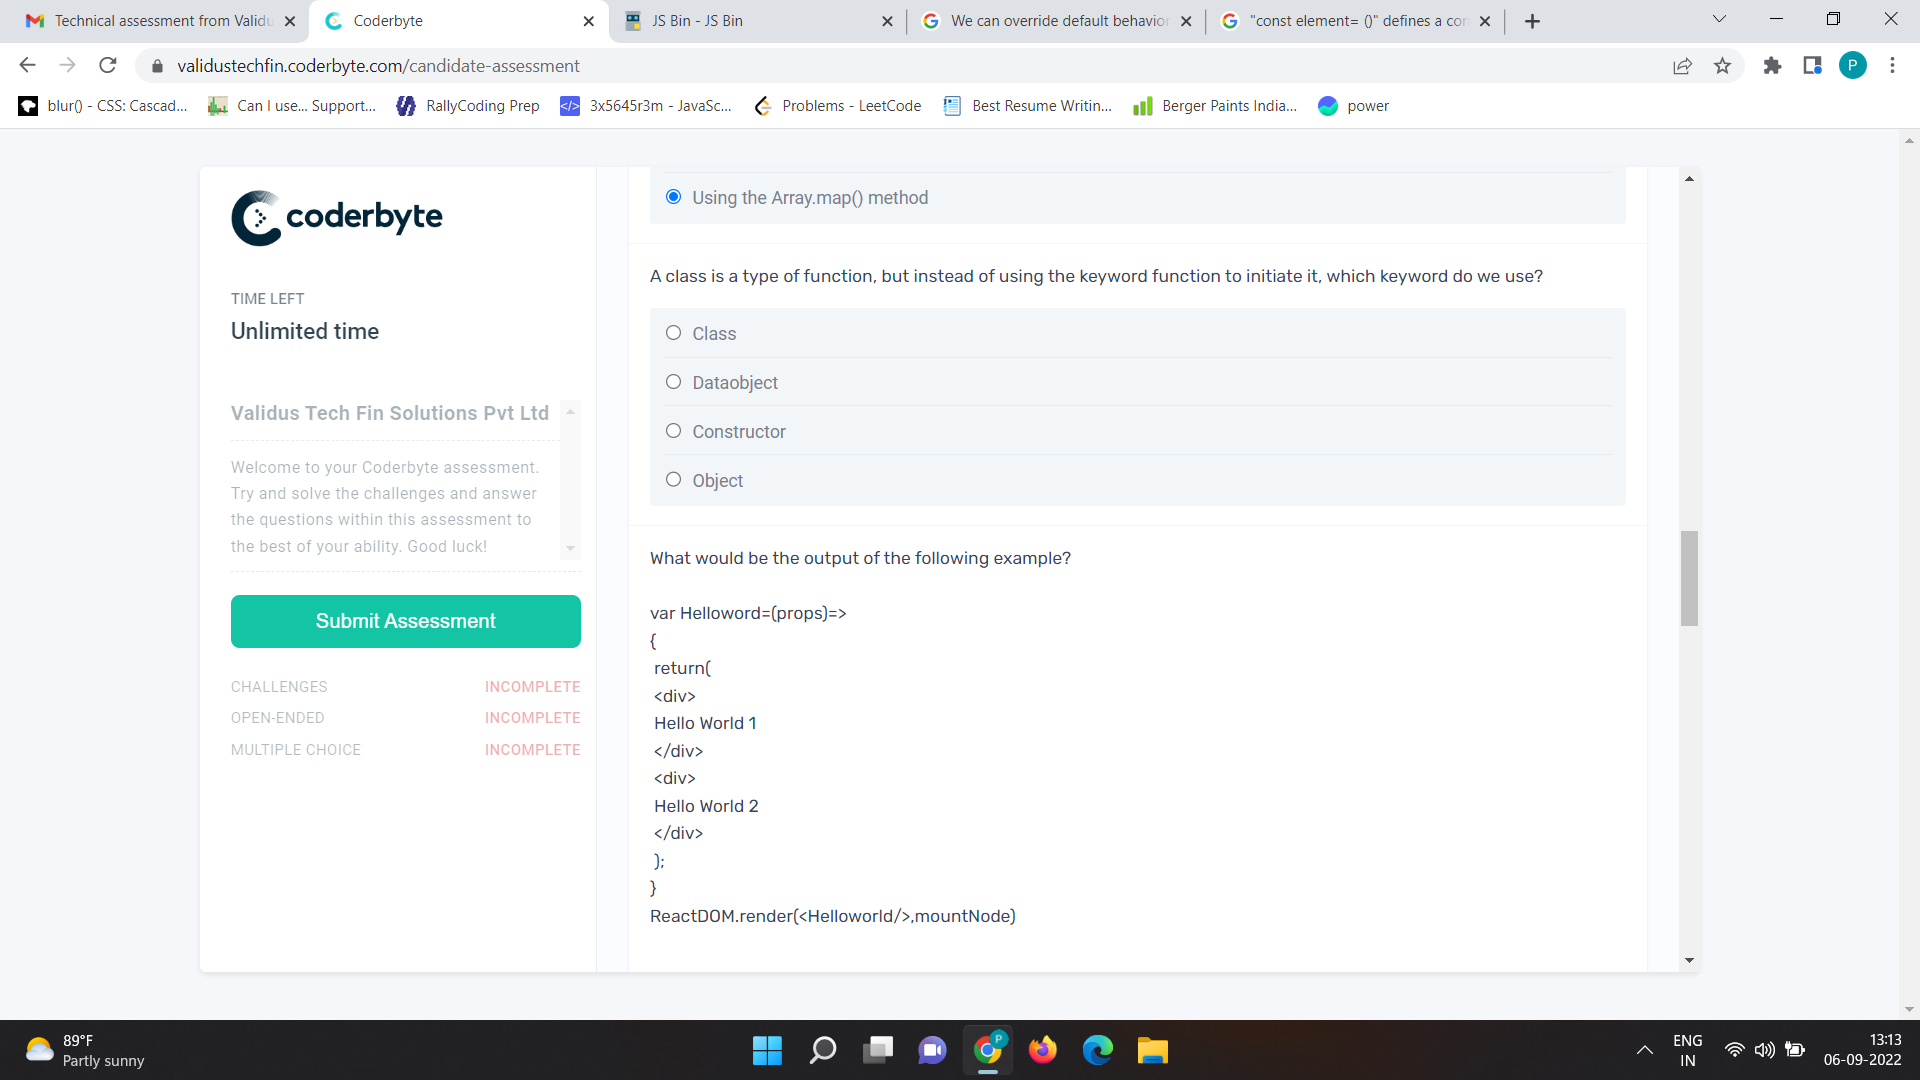 Technical assessment from Validu
Coderbyte
JS Bin - JS Bin
We can override default behavior
"const element= ()" defines a con
validustechfin.coderbyte.com/candidate-assessment
P
blur() - CSS: Cascad...
Can I use... Support...
RallyCoding Prep
3x5645r3m - JavaSc...
Problems - LeetCode
Best Resume Writin...
Berger Paints India...
power
coderbyte
TIME LEFT
Unlimited time
Validus Tech Fin Solutions Pvt Ltd
Welcome to your Coderbyte assessment.
Try and solve the challenges and answer
the questions within this assessment to
the best of your ability. Good luck!
Submit Assessment
CHALLENGES INCOMPLETE
OPEN-ENDED INCOMPLETE
MULTIPLE CHOICE INCOMPLETE
Using the Array.map() method
A class is a type of function, but instead of using the keyword function to initiate it, which keyword do we use?
Class
Dataobject
Constructor
Object
What would be the output of the following example?
var Helloword=(props)=>
{
return(
<div>
Hello World 1
</div>
<div>
Hello World 2
</div>
);
}
ReactDOM.render(<Helloworld/>,mountNode)
89°F
Partly sunny
P
ENG
IN
13:13
06-09-2022